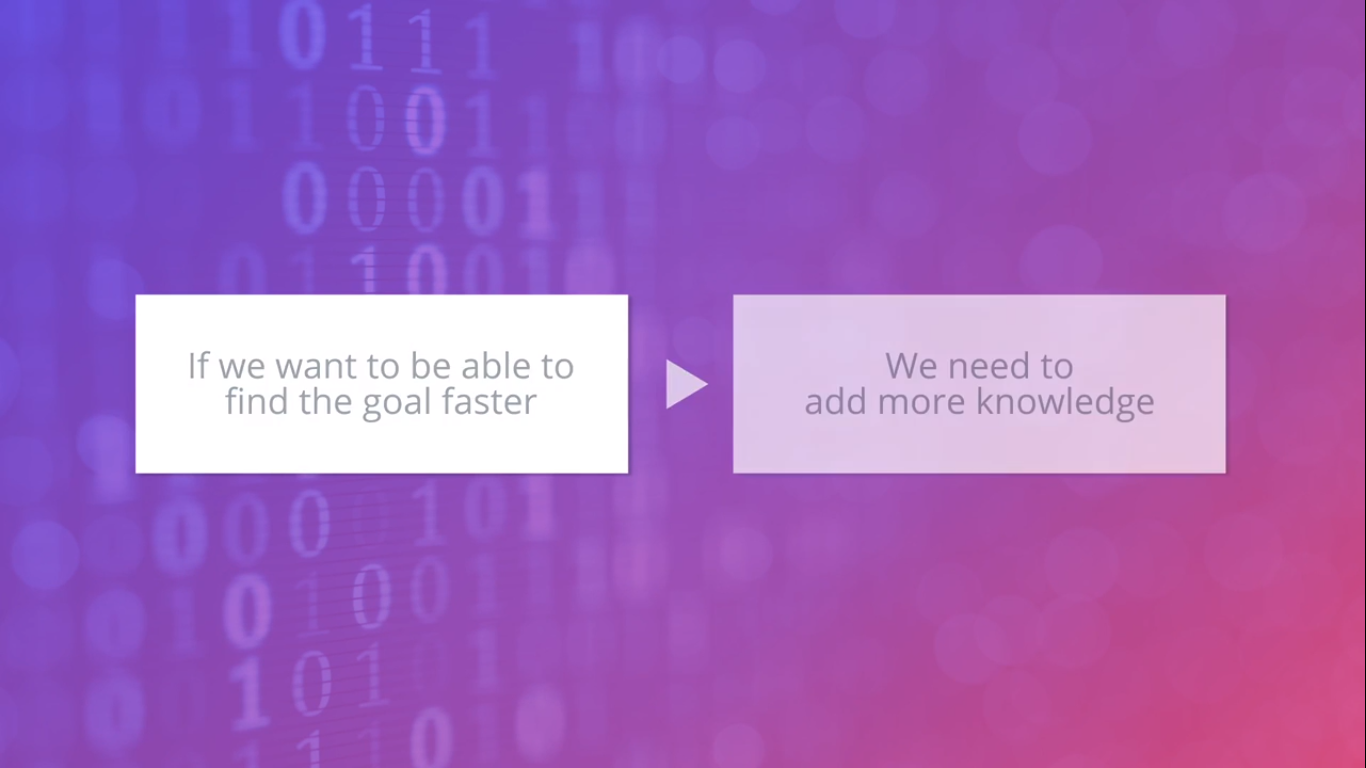 If we want to be able to
find the goal faster
We need to
add more knowledge